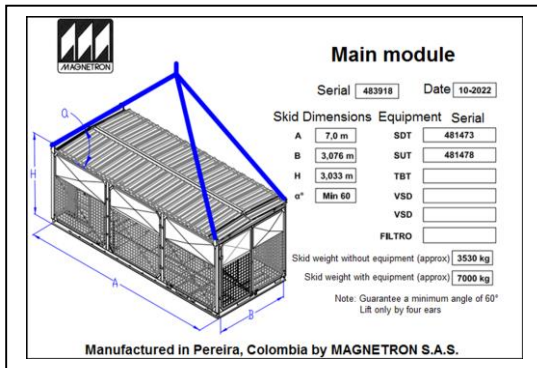 MAGNETRON
Main module
Serial 483918 Date 10-2022
Skid Dimensions Equipment Serial
A 7,0 m SDT 481473
B 3,076 m SUT 481478
H 3,033 m TBT
α° Min 60 VSD
VSD
FILTRO
Skid weight without equipment (approx) 3530 kg
Skid weight with equipment (approx) 7000 kg
Note: Guarantee a minimum angle of 60°
Lift only by four ears
α
H
A
B
Manufactured in Pereira, Colombia by MAGNETRON S.A.S.